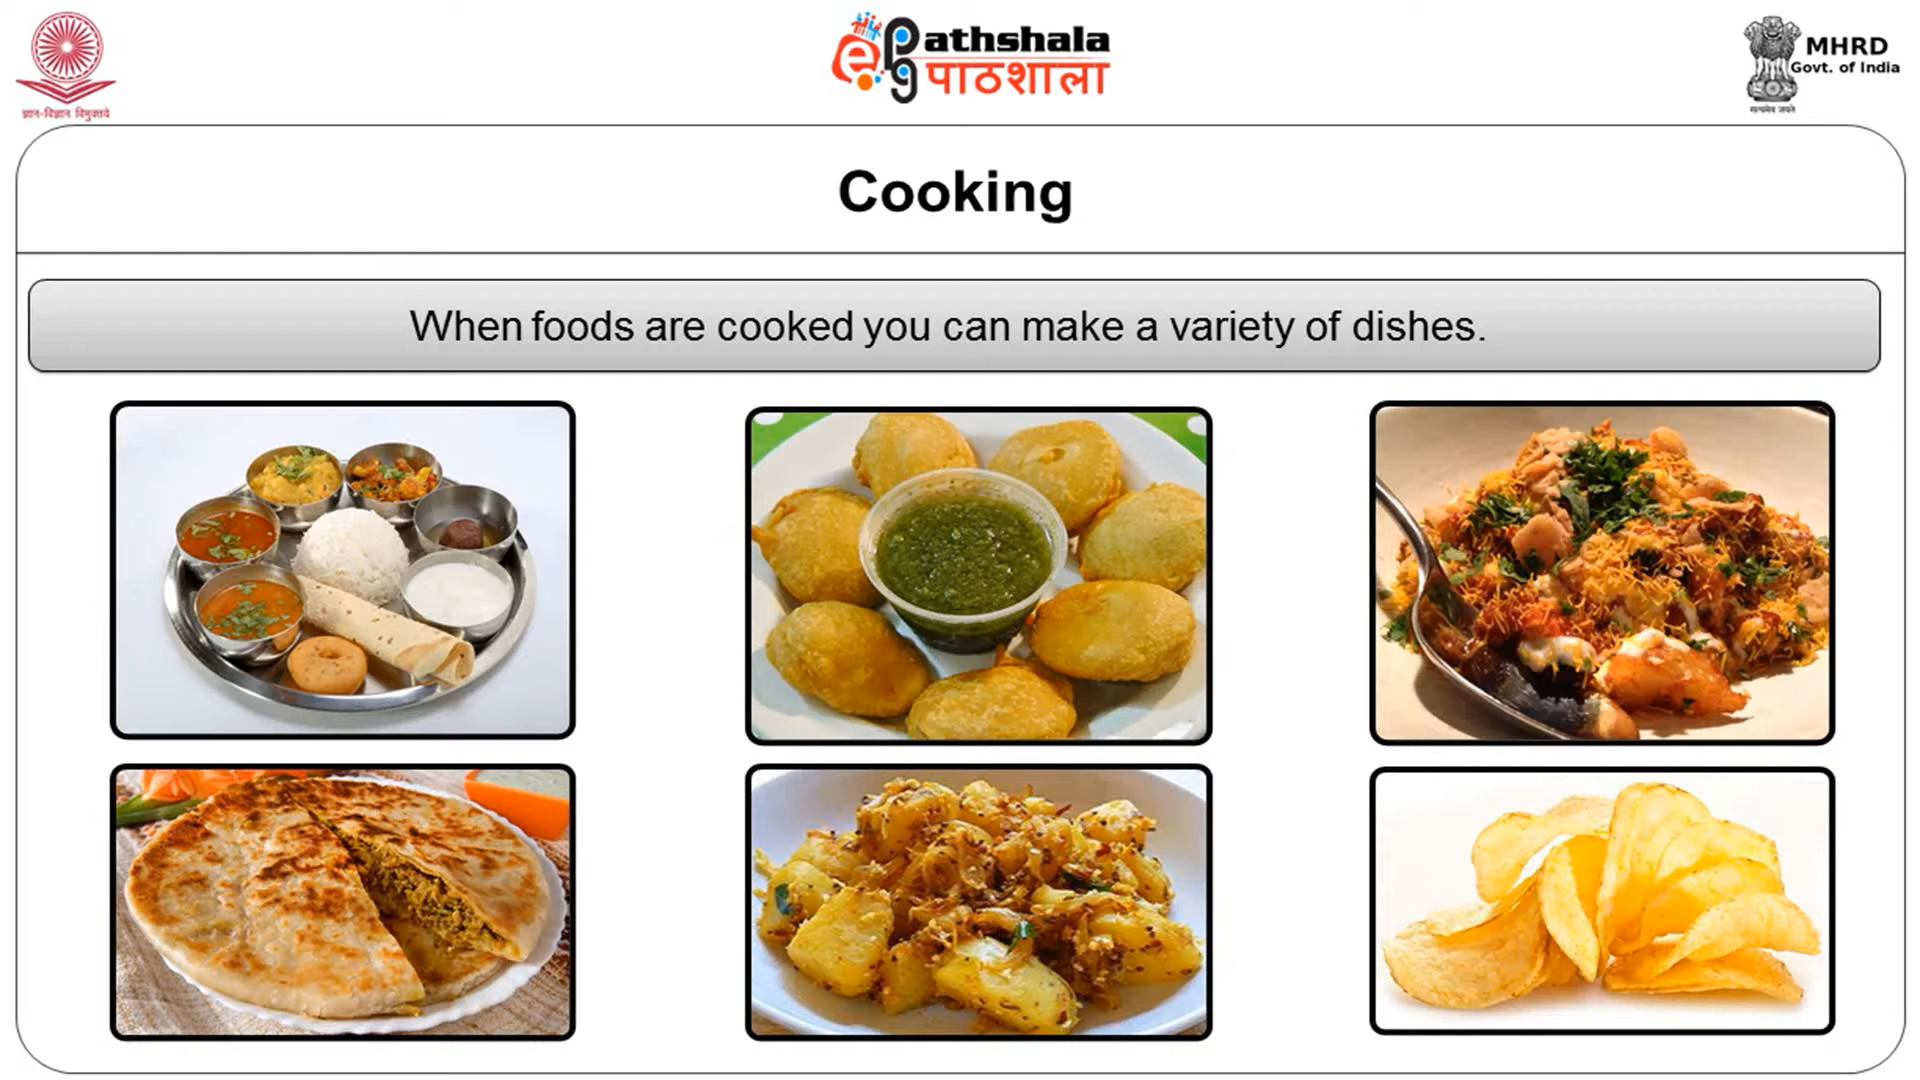 ज्ञान-विज्ञान विमुक्तये
ePgPathshala
पाठशाला
MHRD
Govt. of India
सत्यमेव जयते
Cooking
When foods are cooked you can make a variety of dishes.